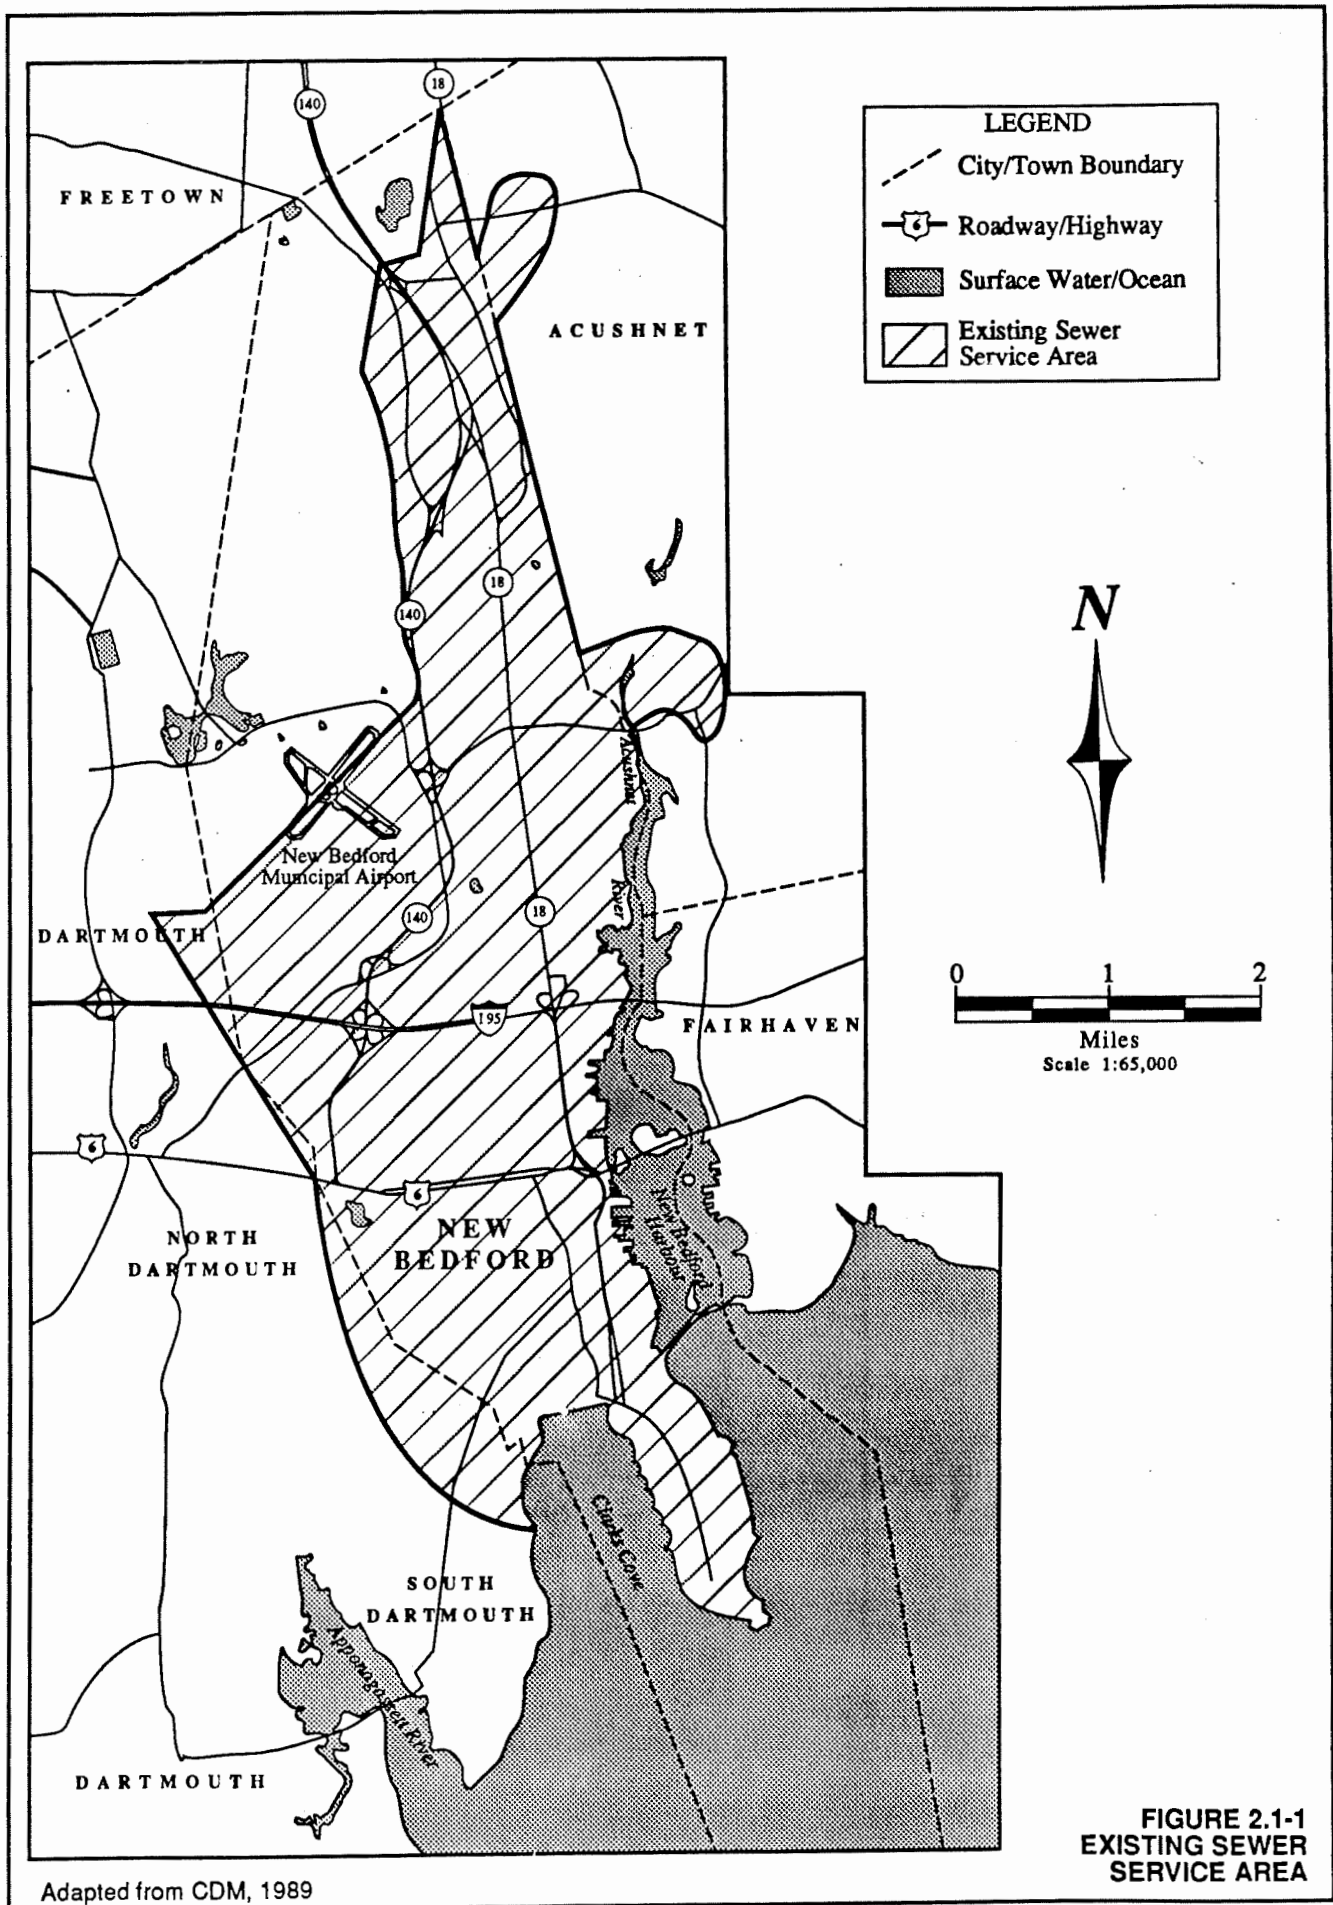 18
140
LEGEND
City/Town Boundary
6
Roadway/Highway
Surface Water/Ocean
Existing Sewer
Service Area
FREETOWN
ACUSHNET
N
18
140
Acushnet
River
New Bedford
Municipal Airport
140
18
DARTMOUTH
0 1 2
Miles
Scale 1:65,000
195
FAIRHAVEN
6
6
NEW
BEDFORD
New Bedford
Harbour
NORTH
DARTMOUTH
Clarks Cove
SOUTH
DARTMOUTH
Apponagassett River
DARTMOUTH
FIGURE 2.1-1
EXISTING SEWER
SERVICE AREA
Adapted from CDM, 1989